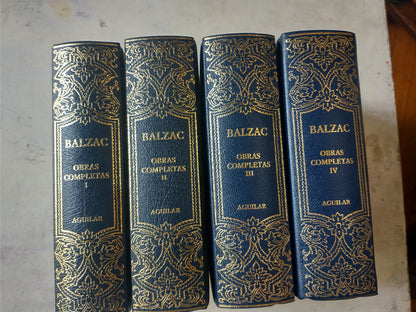 BALZAC
OBRAS
COMPLETAS
I
AGUILAR
BALZAC
OBRAS
COMPLETAS
II
AGUILAR
BALZAC
OBRAS
COMPLETAS
III
AGUILAR
BALZAC
OBRAS
COMPLETAS
IV
AGUILAR